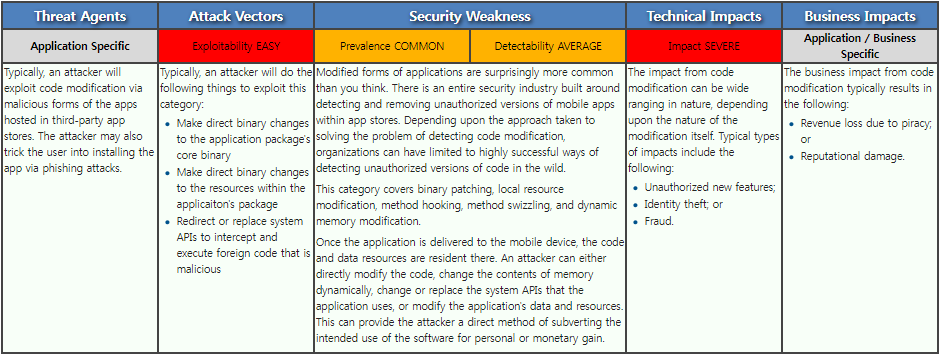 Threat Agents
Attack Vectors
Security Weakness
Technical Impacts
Business Impacts
Application Specific
Exploitability EASY
Prevalence COMMON
Detectability AVERAGE
Impact SEVERE
Application / Business
Specific
Typically, an attacker will
exploit code modification via
malicious forms of the apps
hosted in third-party app
stores. The attacker may also
trick the user into installing the
app via phishing attacks.
Typically, an attacker will do the
following things to exploit this
category:
• Make direct binary changes
to the application package's
core binary
• Make direct binary changes
to the resources within the
applicaiton's package
• Redirect or replace system
APIs to intercept and
execute foreign code that is
malicious
Modified forms of applications are surprisingly more common
than you think. There is an entire security industry built around
detecting and removing unauthorized versions of mobile apps
within app stores. Depending upon the approach taken to
solving the problem of detecting code modification,
organizations can have limited to highly successful ways of
detecting unauthorized versions of code in the wild.
This category covers binary patching, local resource
modification, method hooking, method swizzling, and dynamic
memory modification.
Once the application is delivered to the mobile device, the code
and data resources are resident there. An attacker can either
directly modify the code, change the contents of memory
dynamically, change or replace the system APIs that the
application uses, or modify the application's data and resources.
This can provide the attacker a direct method of subverting the
intended use of the software for personal or monetary gain.
The impact from code
modification can be wide
ranging in nature, depending
upon the nature of the
modification itself. Typical types
of impacts include the
following:
• Unauthorized new features;
• Identity theft; or
• Fraud.
The business impact from code
modification typically results in
the following:
• Revenue loss due to piracy;
or
• Reputational damage.